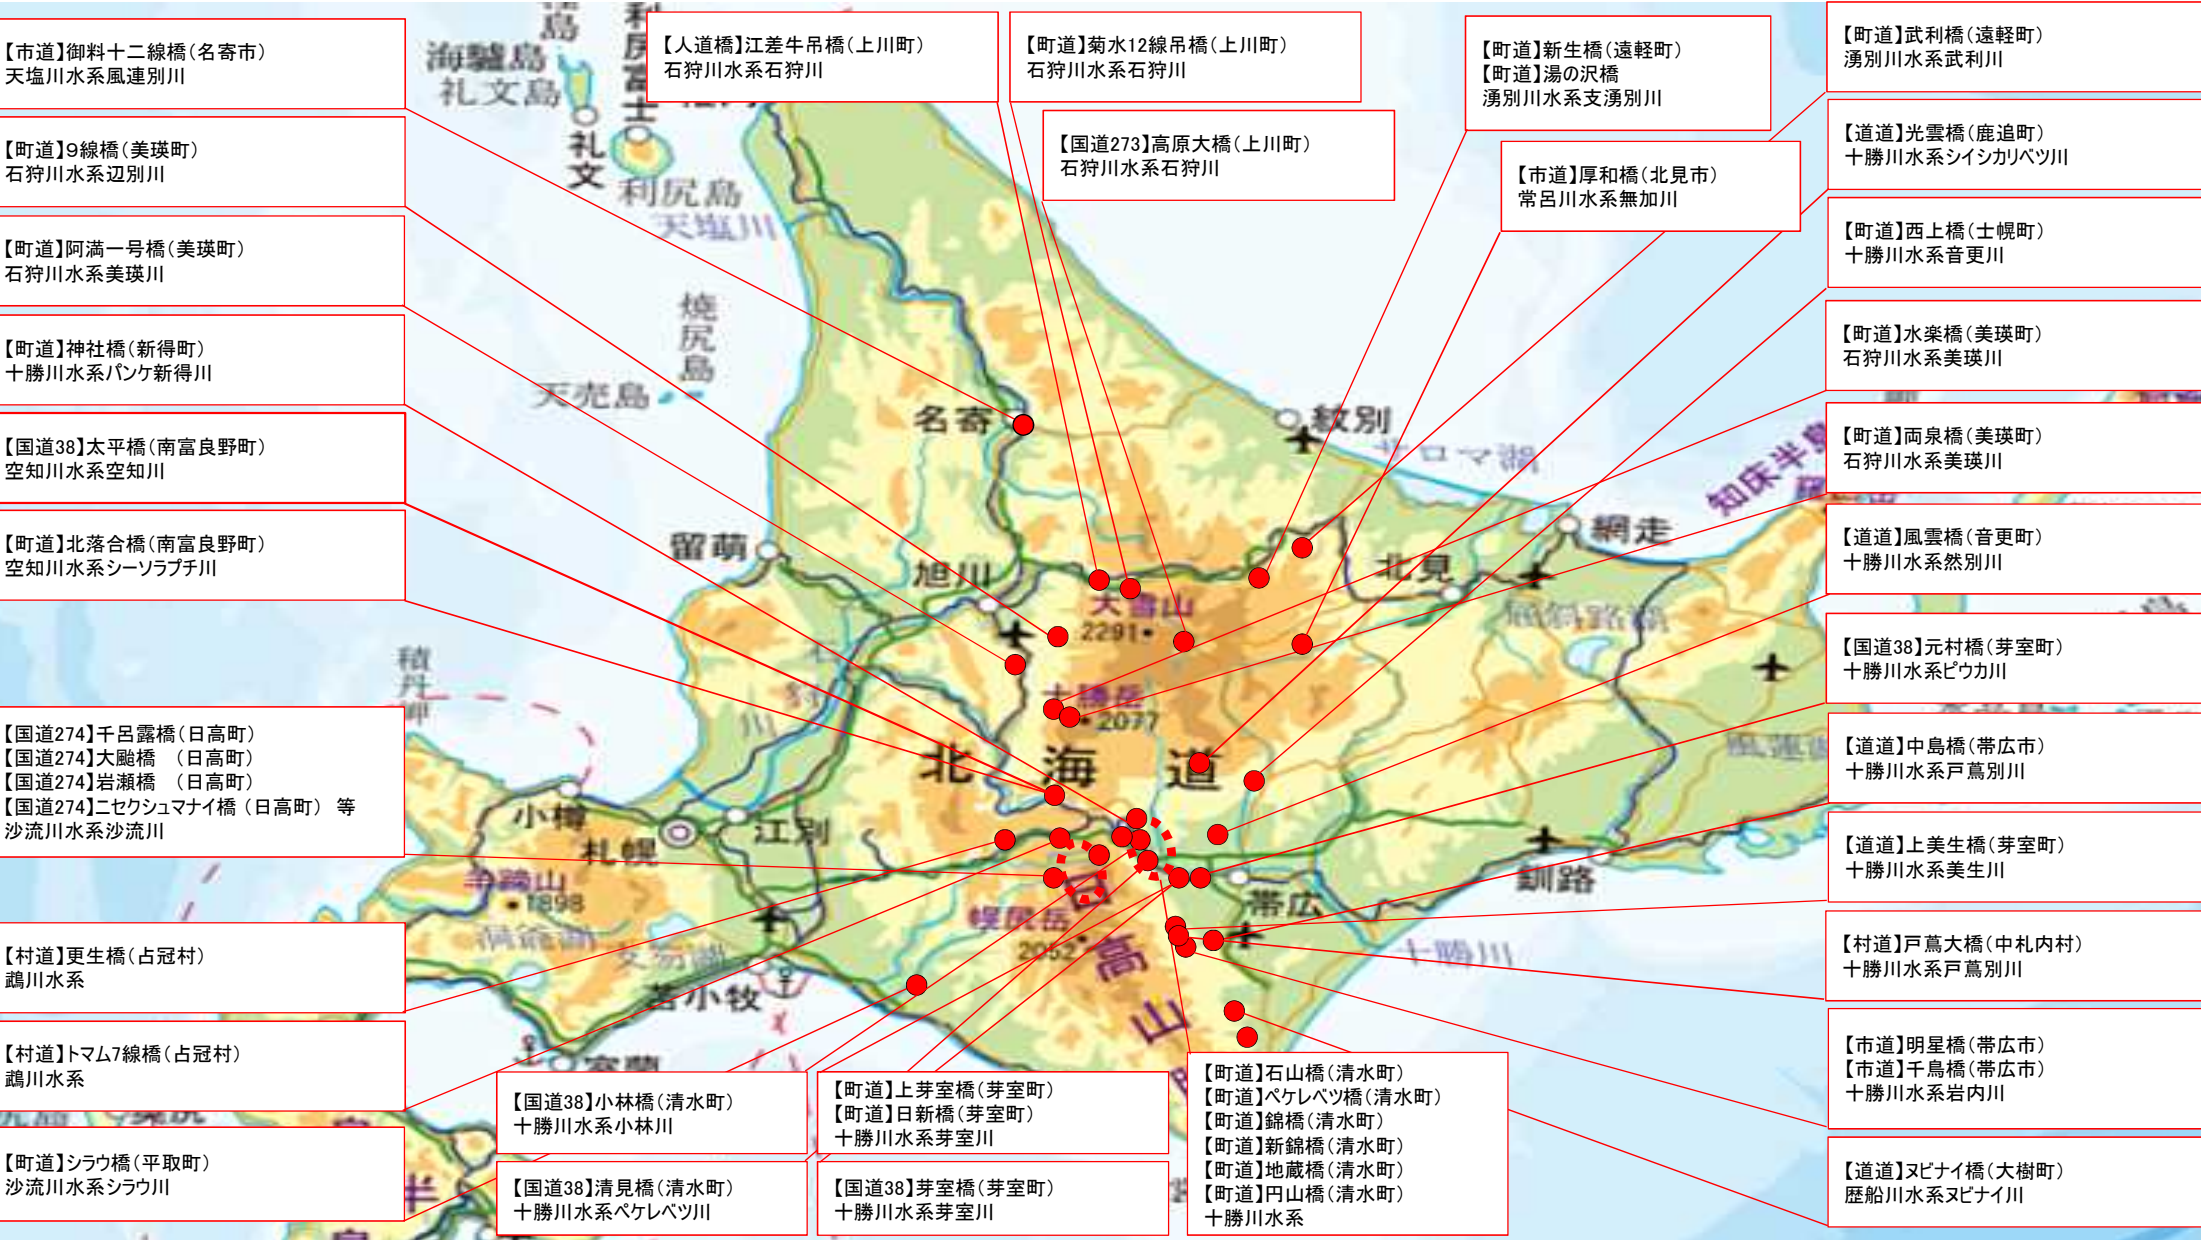 【市道】御料十二線橋（名寄市）
天塩川水系風連別川
【町道】9線橋（美瑛町）
石狩川水系辺別川
【町道】阿満一号橋（美瑛町）
石狩川水系美瑛川
【町道】神社橋（新得町）
十勝川水系パンケ新得川
【国道38】太平橋（南富良野町）
空知川水系空知川
【町道】北落合橋（南富良野町）
空知川水系シーソラプチ川
【国道274】千呂露橋（日高町）
【国道274】大颱橋　（日高町）
【国道274】岩瀬橋　（日高町）
【国道274】ニセクシュマナイ橋（日高町）　等
沙流川水系沙流川
【村道】更生橋（占冠村）
鵡川水系
【村道】トマム7線橋（占冠村）
鵡川水系
【町道】シラウ橋（平取町）
沙流川水系シラウ川
【人道橋】江差牛吊橋（上川町）
石狩川水系石狩川
【町道】菊水12線吊橋（上川町）
石狩川水系石狩川
【国道273】高原大橋（上川町）
石狩川水系石狩川
【町道】新生橋（遠軽町）
【町道】湯の沢橋
湧別川水系支湧別川
【市道】厚和橋（北見市）
常呂川水系無加川
【町道】武利橋（遠軽町）
湧別川水系武利川
【道道】光雲橋（鹿追町）
十勝川水系シイシカリベツ川
【町道】西上橋（士幌町）
十勝川水系音更川
【町道】水楽橋（美瑛町）
石狩川水系美瑛川
【町道】両泉橋（美瑛町）
石狩川水系美瑛川
【道道】風雲橋（音更町）
十勝川水系然別川
【国道38】元村橋（芽室町）
十勝川水系ピウカ川
【道道】中島橋（帯広市）
十勝川水系戸蔦別川
【道道】上美生橋（芽室町）
十勝川水系美生川
【村道】戸蔦大橋（中札内村）
十勝川水系戸蔦別川
【市道】明星橋（帯広市）
【市道】千鳥橋（帯広市）
十勝川水系岩内川
【道道】ヌビナイ橋（大樹町）
歴船川水系ヌビナイ川
【国道38】小林橋（清水町）
十勝川水系小林川
【国道38】清見橋（清水町）
十勝川水系ペケレベツ川
【町道】上芽室橋（芽室町）
【町道】日新橋（芽室町）
十勝川水系芽室川
【国道38】芽室橋（芽室町）
十勝川水系芽室川
【町道】石山橋（清水町）
【町道】ペケレベツ橋（清水町）
【町道】錦橋（清水町）
【町道】新錦橋（清水町）
【町道】地蔵橋（清水町）
【町道】円山橋（清水町）
十勝川水系
海驢島
礼文島
礼文
利尻富士
利尻島
天塩川
焼尻島
天売島
名寄
紋別
サロマ湖
知床半島
網走
北見
屈斜路湖
留萌
旭川
大雪山
2291
十勝岳
2077
北海道
積丹岬
小樽
札幌
江別
羊蹄山
1898
洞爺湖
支笏湖
苫小牧
室蘭
幌尻岳
2052
帯広
釧路
十勝川